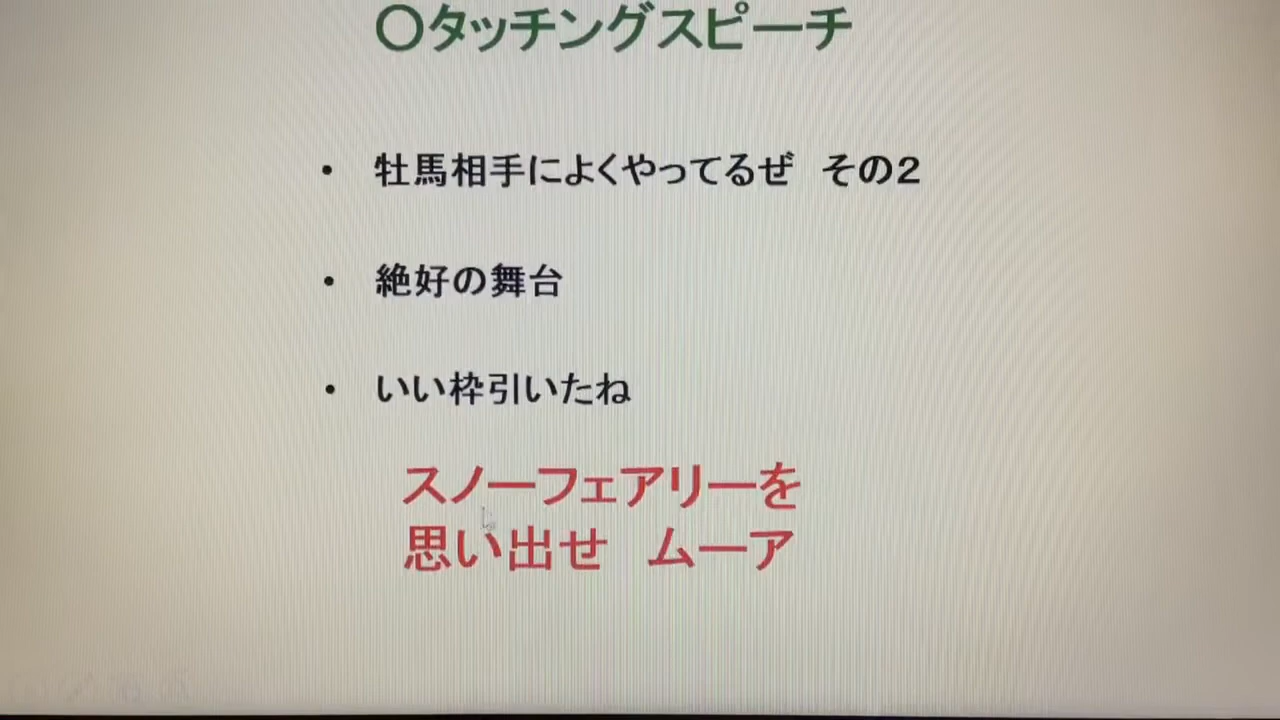 〇タッチングスピーチ
・ 牡馬相手によくやってるぜ その２
・ 絶好の舞台
・ いい枠引いたね
スノーフェアリーを
思い出せ ムーア